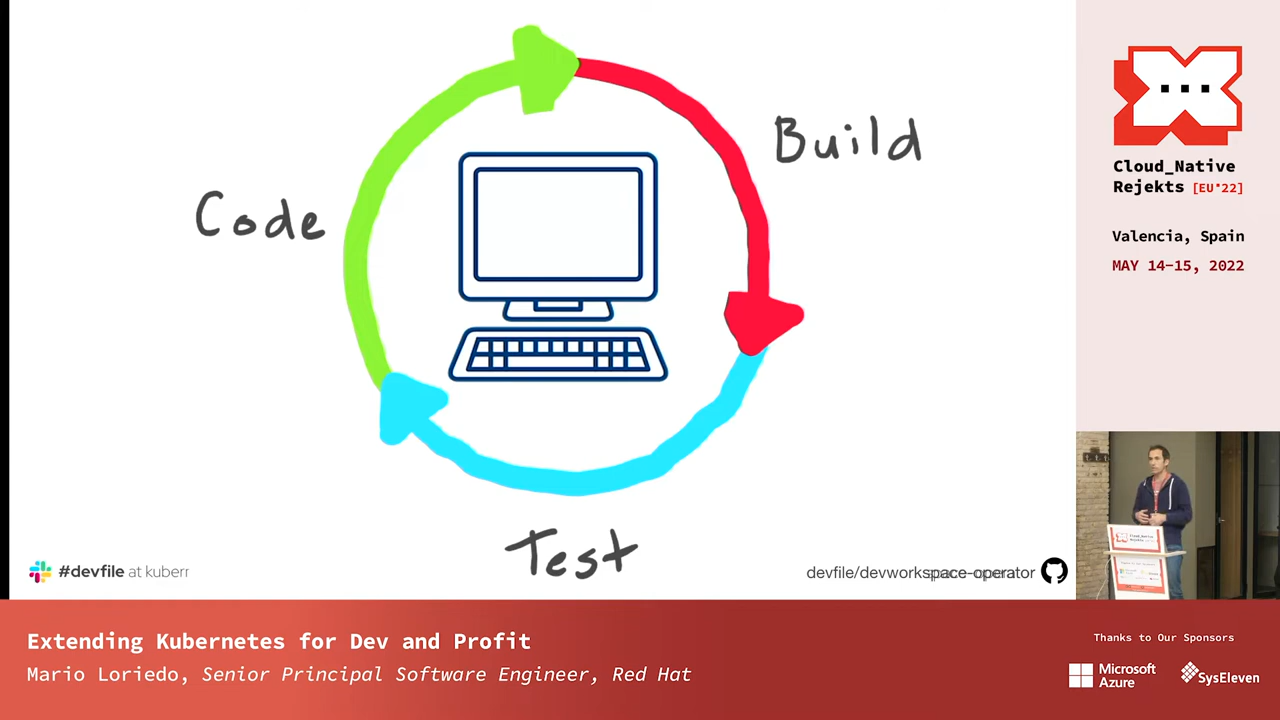 Code
Build
Test
#devfile at kuberr
devfile/devworkspace-operator
Cloud_Native
Rejekts [EU*22]
Valencia, Spain
MAY 14-15, 2022
Cloud_Native
Rejekts
Extending Kubernetes for Dev and Profit
Mario Loriedo, Senior Principal Software Engineer, Red Hat
Thanks to Our Sponsors
Microsoft
Azure
SysEleven